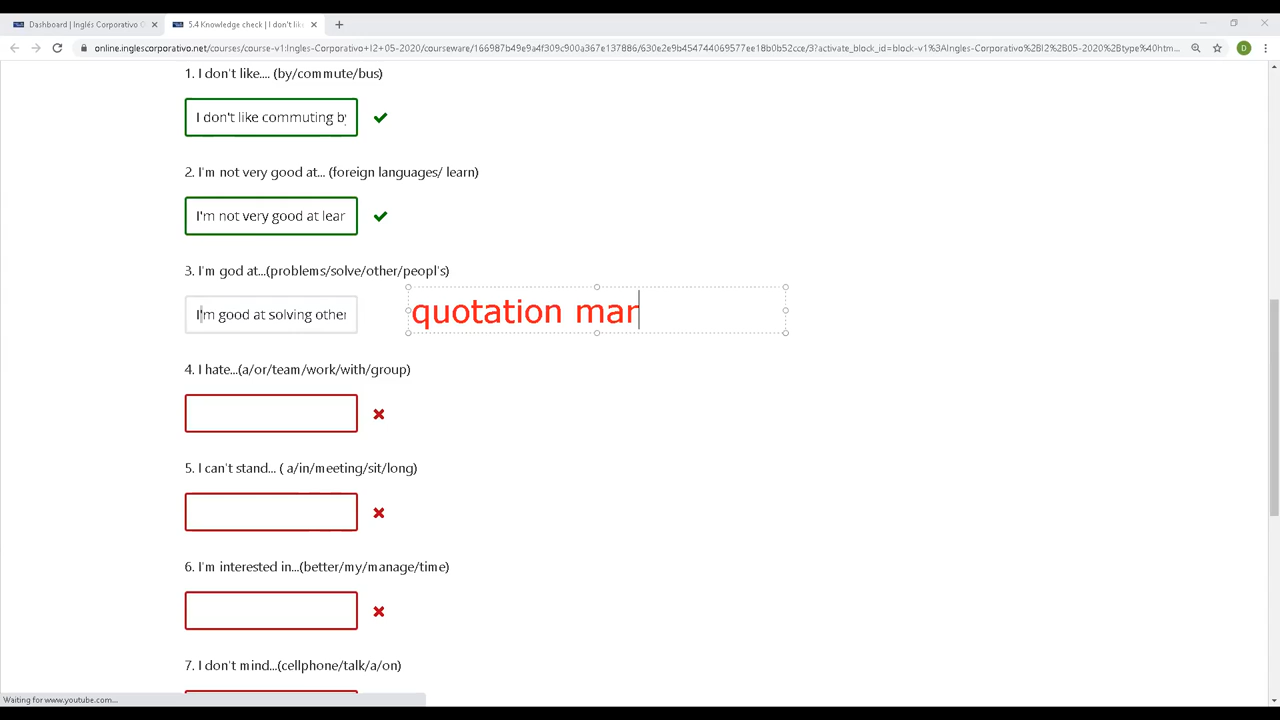 Dashboard | Inglés Corporativo O
5.4 Knowledge check | I don't like
online.inglescorporativo.net/courses/course-v1:Ingles-Corporativo+I2+05-2020/courseware/166987b49e9a4f309c900a367e137886/630e2e9b454744069577ee18b0b52cce/3?activate_block_id=block-v1%3AIngles-Corporativo%2BI2%2B05-2020%2Btype%40htm...
D
1. I don't like.... (by/commute/bus)
I don't like commuting by
2. I'm not very good at... (foreign languages/ learn)
I'm not very good at lear
3. I'm god at...(problems/solve/other/peopl's)
I'm good at solving other
quotation mar
4. I hate...(a/or/team/work/with/group)
5. I can't stand... ( a/in/meeting/sit/long)
6. I'm interested in...(better/my/manage/time)
7. I don't mind...(cellphone/talk/a/on)
Waiting for www.youtube.com...